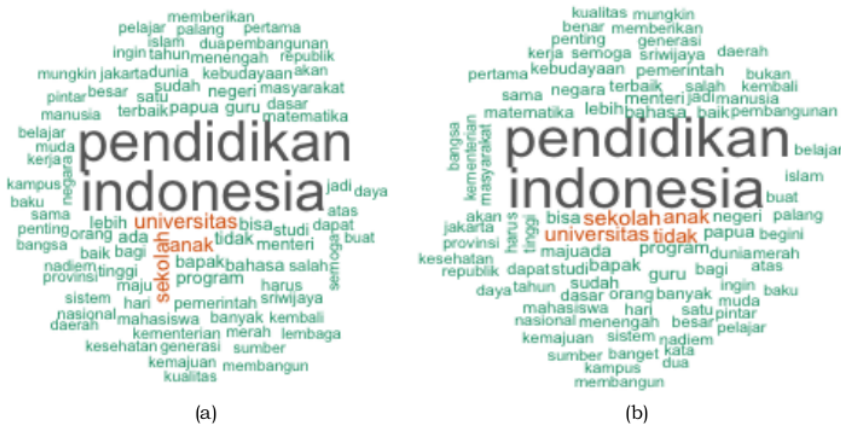 memberikan
pelajar palang pertama
islam duapembangunan
ingin tahun menengah republik
mungkin jakarta dunia kebudayaan akan
sudah negeri masyarakat
pintar besar satu
terbaik papua guru dasar
manusia matematika
belajar
muda
kerja
pendidikan
negara
kampus
baku
indonesia
jadi daya
sama lebih universitas bisa studi dapat atas
penting orang ada anak tidak menteri buat
bangsa baik bagi
sekolah
bapak bahasa salah semoga
nadiem
provinsi tinggi maju program harus
sistem hari pemerintah sriwijaya
nasional mahasiswa banyak kembali
daerah kementerian merah lembaga
kesehatan generasi sumber
kemajuan membangun
kualitas
(a)
kualitas mungkin
benar memberikan
penting generasi
kerja semoga sriwijaya daerah
pertama kebudayaan pemerintah bukan
negara terbaik salah kembali
sama menteri jadi manusia
matematika lebih bahasa baik pembangunan
bangsa
kementerian
masyarakat
pendidikan
belajar
indonesia
islam
buat
akan harus tinggi bisa sekolah anak negeri palang
jakarta universitas tidak papua begini
provinsi majuada program dunia merah
kesehatan
republik dapat studi bapak guru bagi atas
daya tahun sudah ingin baku
dasar orang banyak muda
mahasiswa hari satu pintar
nasional menengah besar pelajar
kemajuan sistem nadiem
sumber banget kata
kampus dua
membangun
(b)